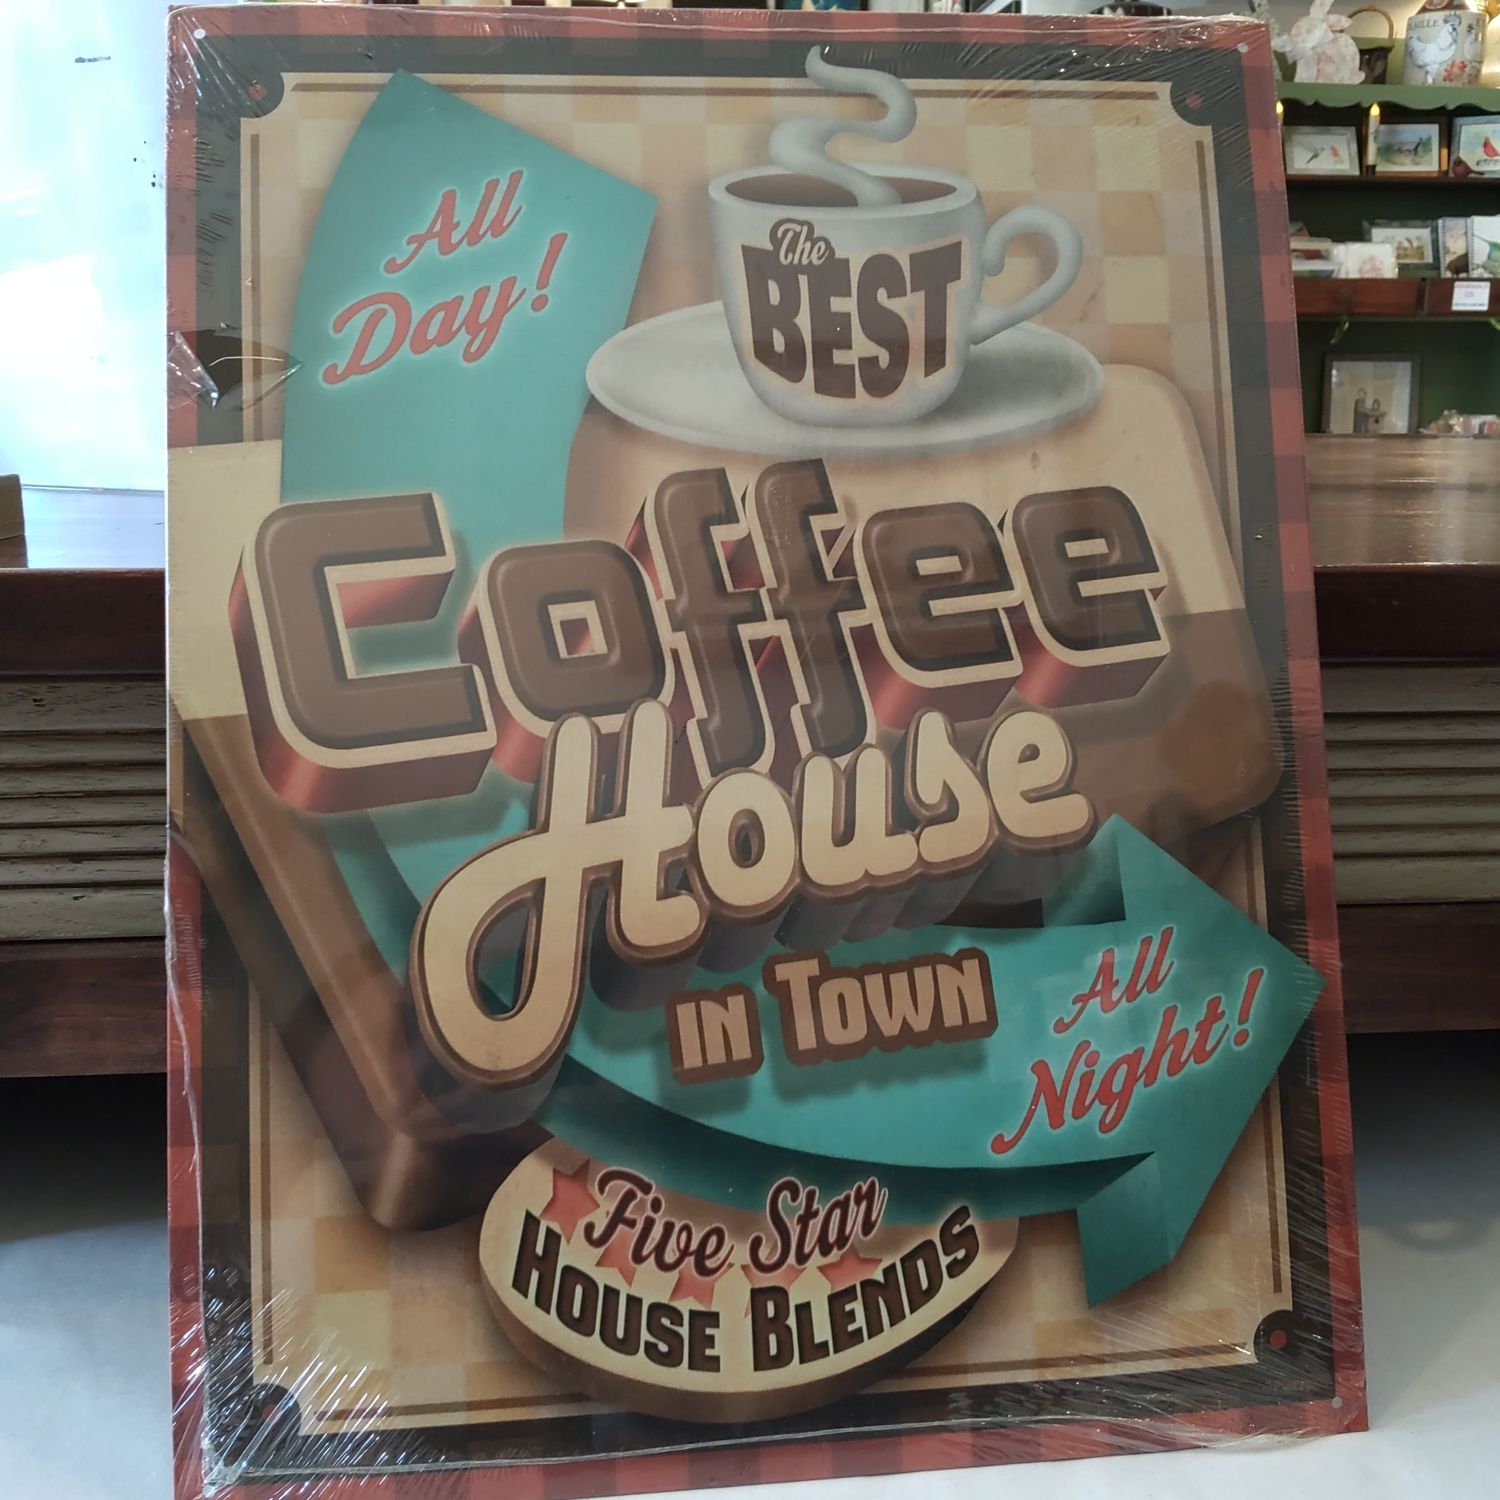 All
Day!
The
BEST
Coffee
House
IN TOWN
All
Night!
Five Star
HOUSE BLENDS